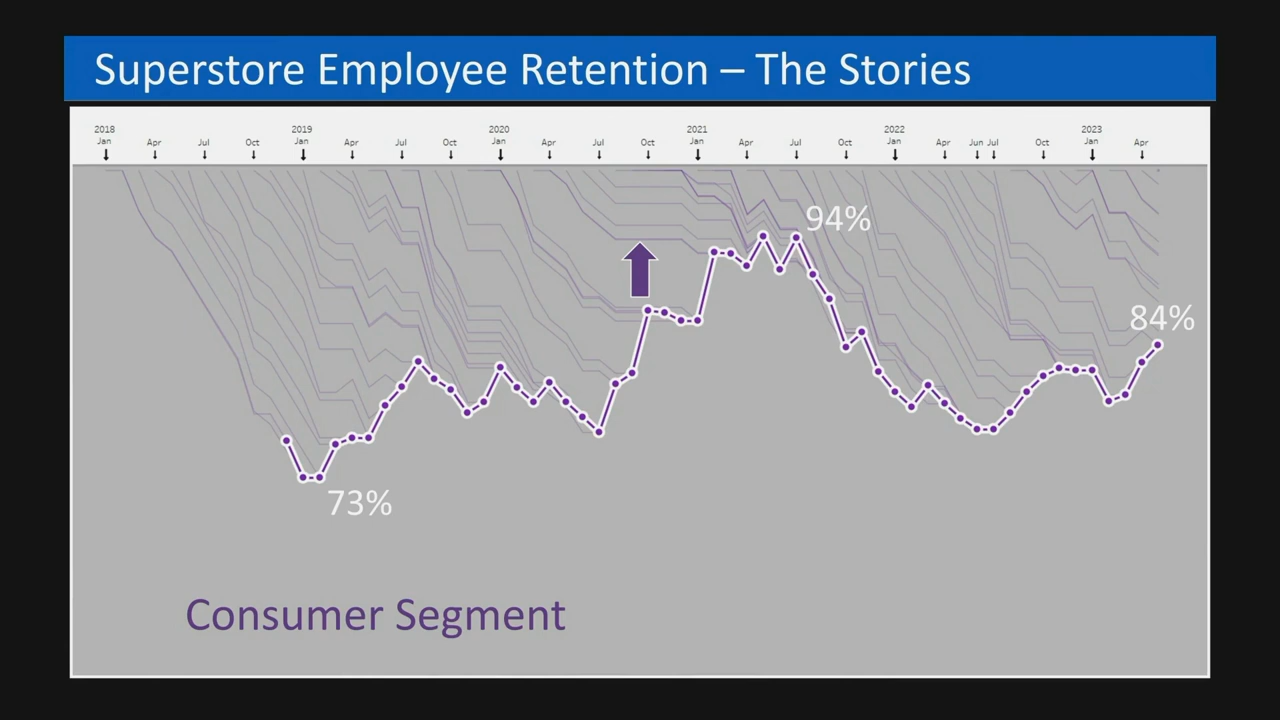 Superstore Employee Retention – The Stories
2018 2019 2020 2021 2022 2023
Jan Apr Jul Oct Jan Apr Jul Oct Jan Apr Jul Oct Jan Apr Jul Oct Jan Apr Jun Jul Oct Jan Apr
94%
84%
73%
Consumer Segment